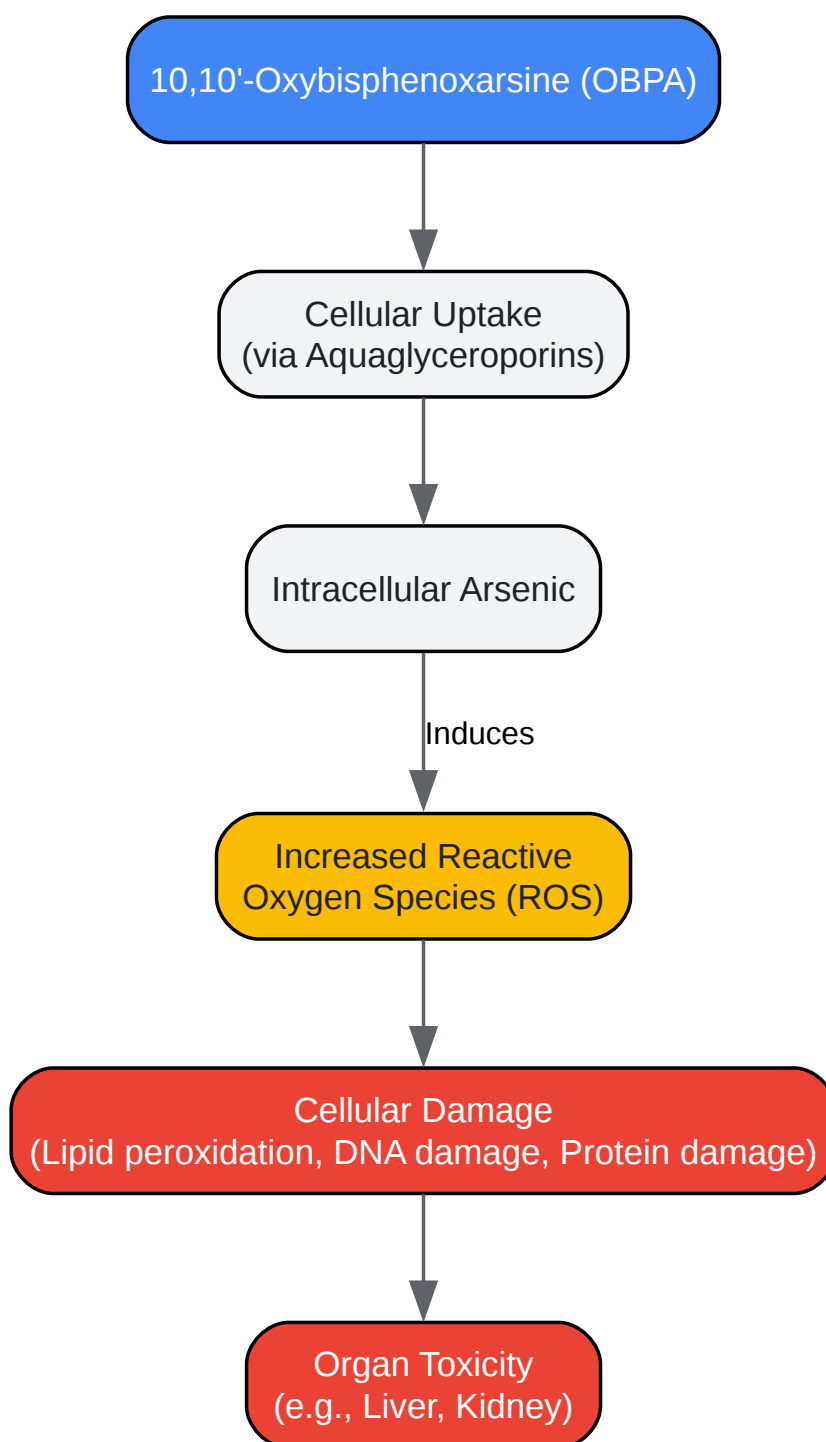 10,10'-Oxybisphenoxarsine (OBPA)
Cellular Uptake
(via Aquaglyceroporins)
Intracellular Arsenic
Induces
Increased Reactive
Oxygen Species (ROS)
Cellular Damage
(Lipid peroxidation, DNA damage, Protein damage)
Organ Toxicity
(e.g., Liver, Kidney)